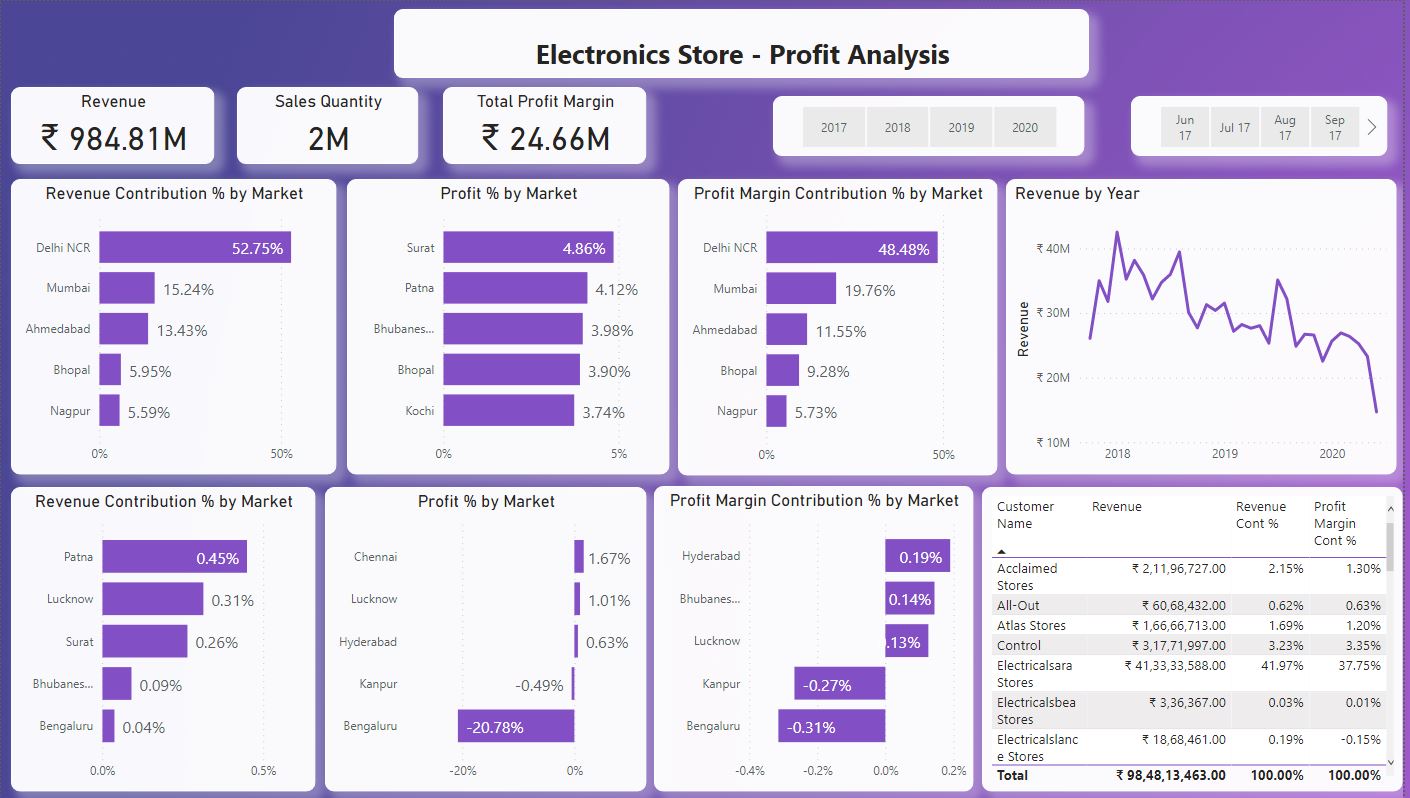 Electronics Store - Profit Analysis
Revenue
₹ 984.81M
Sales Quantity
2M
Total Profit Margin
₹ 24.66M
2017 2018 2019 2020
Jun 17 Jul 17 Aug 17 Sep 17
Revenue Contribution % by Market
Delhi NCR 52.75%
Mumbai 15.24%
Ahmedabad 13.43%
Bhopal 5.95%
Nagpur 5.59%
0% 50%
Profit % by Market
Surat 4.86%
Patna 4.12%
Bhubanes... 3.98%
Bhopal 3.90%
Kochi 3.74%
0% 5%
Profit Margin Contribution % by Market
Delhi NCR 48.48%
Mumbai 19.76%
Ahmedabad 11.55%
Bhopal 9.28%
Nagpur 5.73%
0% 50%
Revenue by Year
Revenue
₹ 40M
₹ 30M
₹ 20M
₹ 10M
2018 2019 2020
Revenue Contribution % by Market
Patna 0.45%
Lucknow 0.31%
Surat 0.26%
Bhubanes... 0.09%
Bengaluru 0.04%
0.0% 0.5%
Profit % by Market
Chennai 1.67%
Lucknow 1.01%
Hyderabad 0.63%
Kanpur -0.49%
Bengaluru -20.78%
-20% 0%
Profit Margin Contribution % by Market
Hyderabad 0.19%
Bhubanes... 0.14%
Lucknow .13%
Kanpur -0.27%
Bengaluru -0.31%
-0.4% -0.2% 0.0% 0.2%
Customer Name Revenue Revenue Cont % Profit Margin Cont %
Acclaimed Stores ₹ 2,11,96,727.00 2.15% 1.30%
All-Out ₹ 60,68,432.00 0.62% 0.63%
Atlas Stores ₹ 1,66,66,713.00 1.69% 1.20%
Control ₹ 3,17,71,997.00 3.23% 3.35%
Electricalsara Stores ₹ 41,33,33,588.00 41.97% 37.75%
Electricalsbea Stores ₹ 3,36,367.00 0.03% 0.01%
Electricalslance Stores ₹ 18,68,461.00 0.19% -0.15%
Total ₹ 98,48,13,463.00 100.00% 100.00%